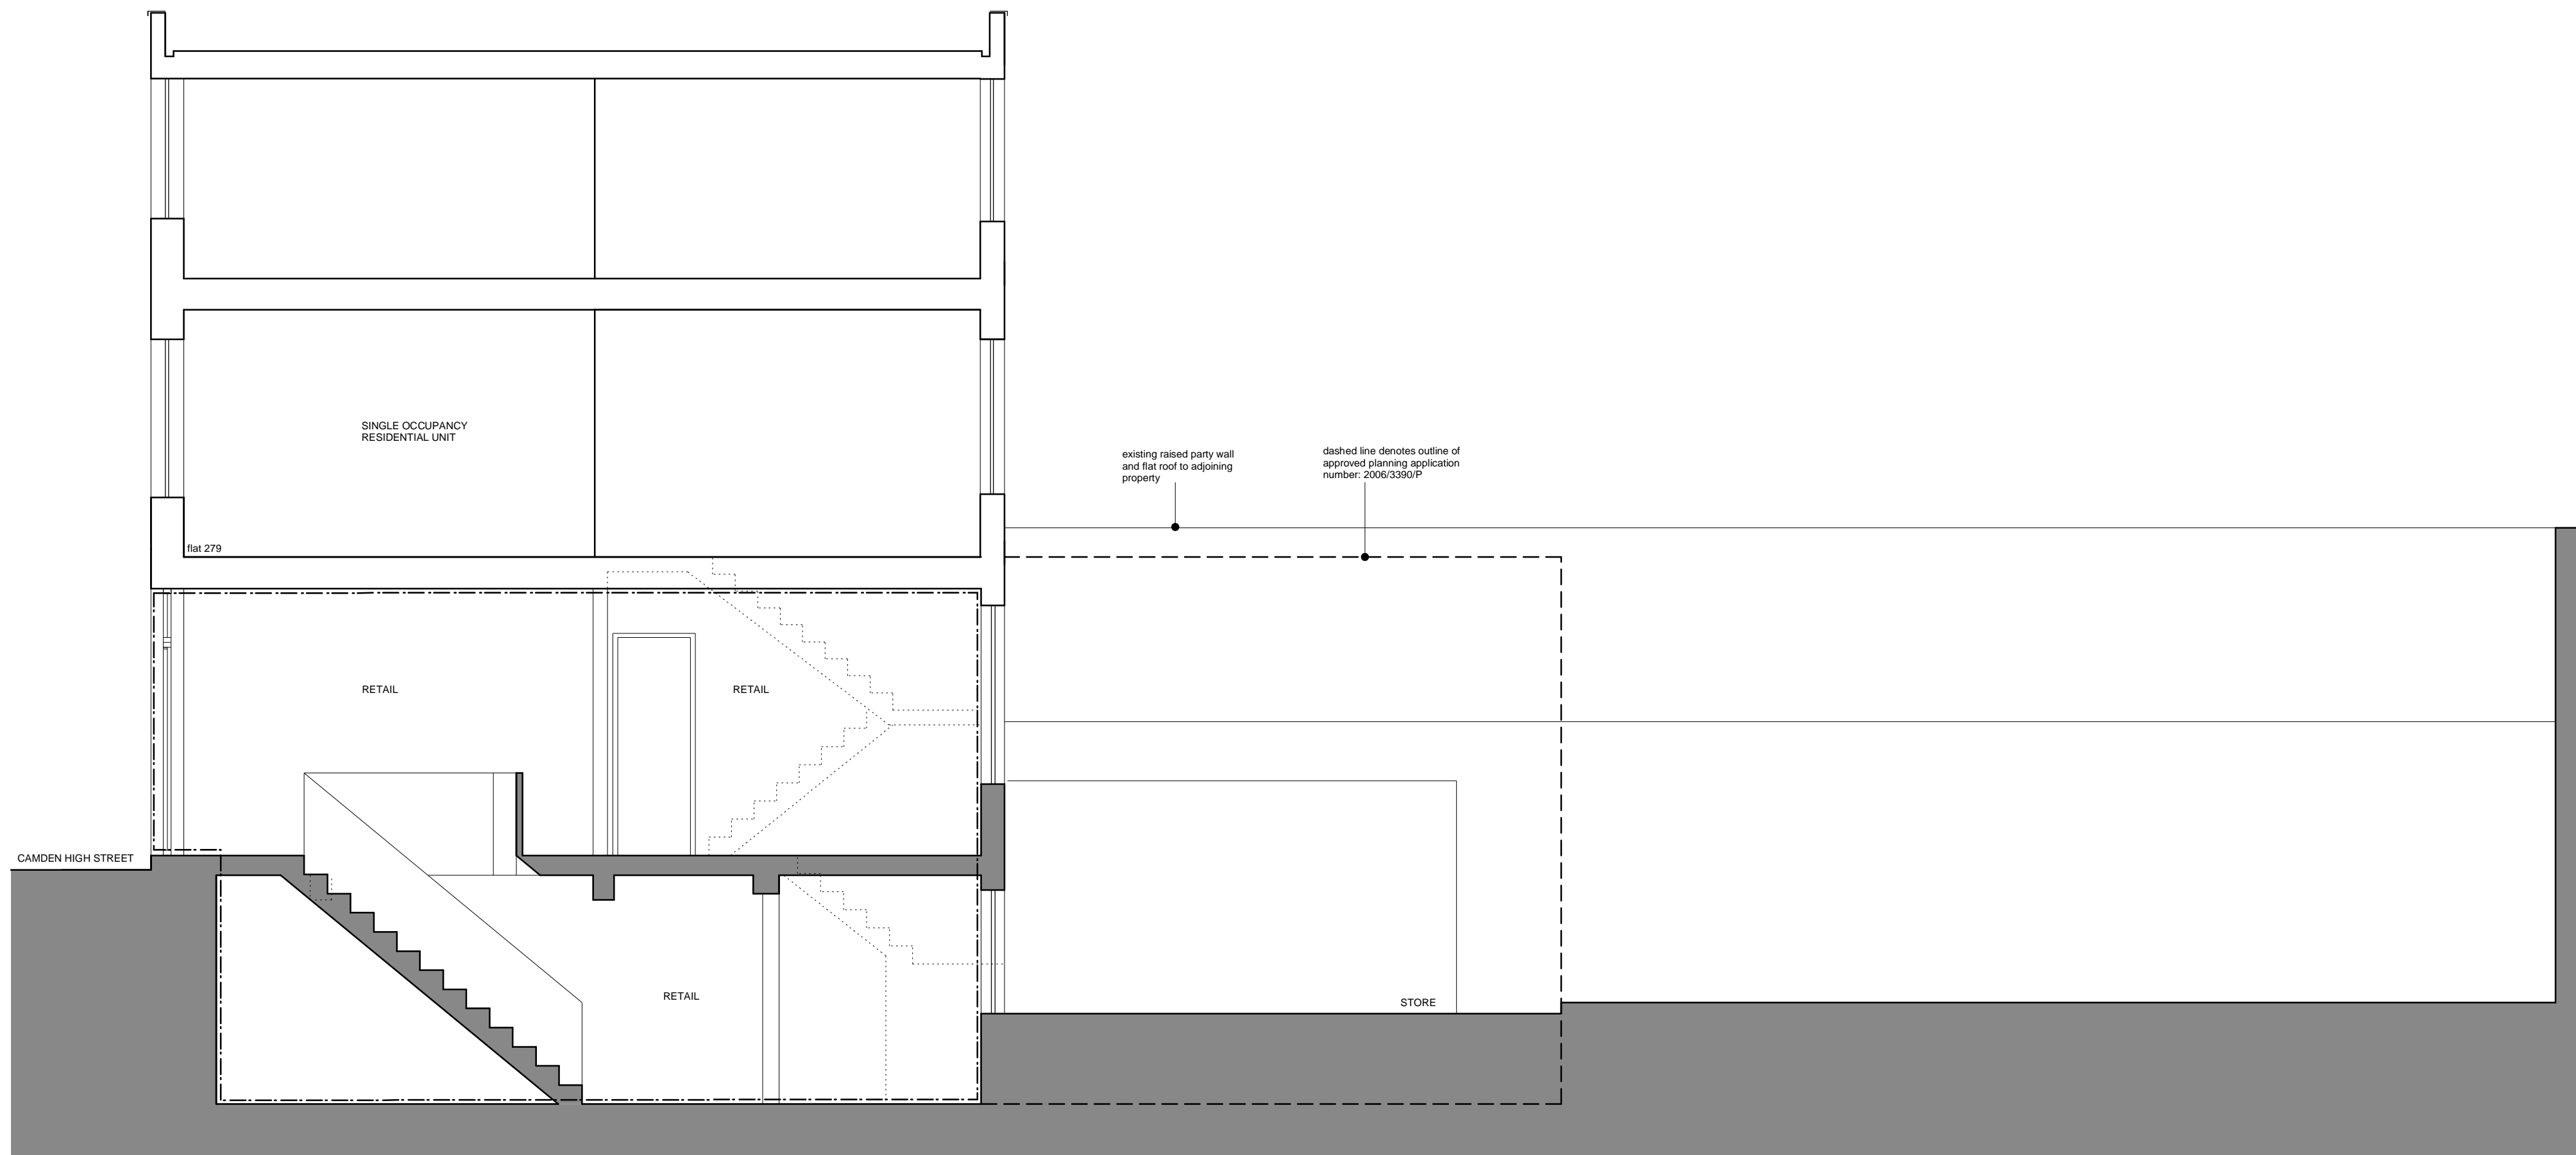 SINGLE OCCUPANCY
RESIDENTIAL UNIT
existing raised party wall
and flat roof to adjoining
property
dashed line denotes outline of
approved planning application
number: 2006/3390/P
flat 279
RETAIL
RETAIL
CAMDEN HIGH STREET
RETAIL
STORE